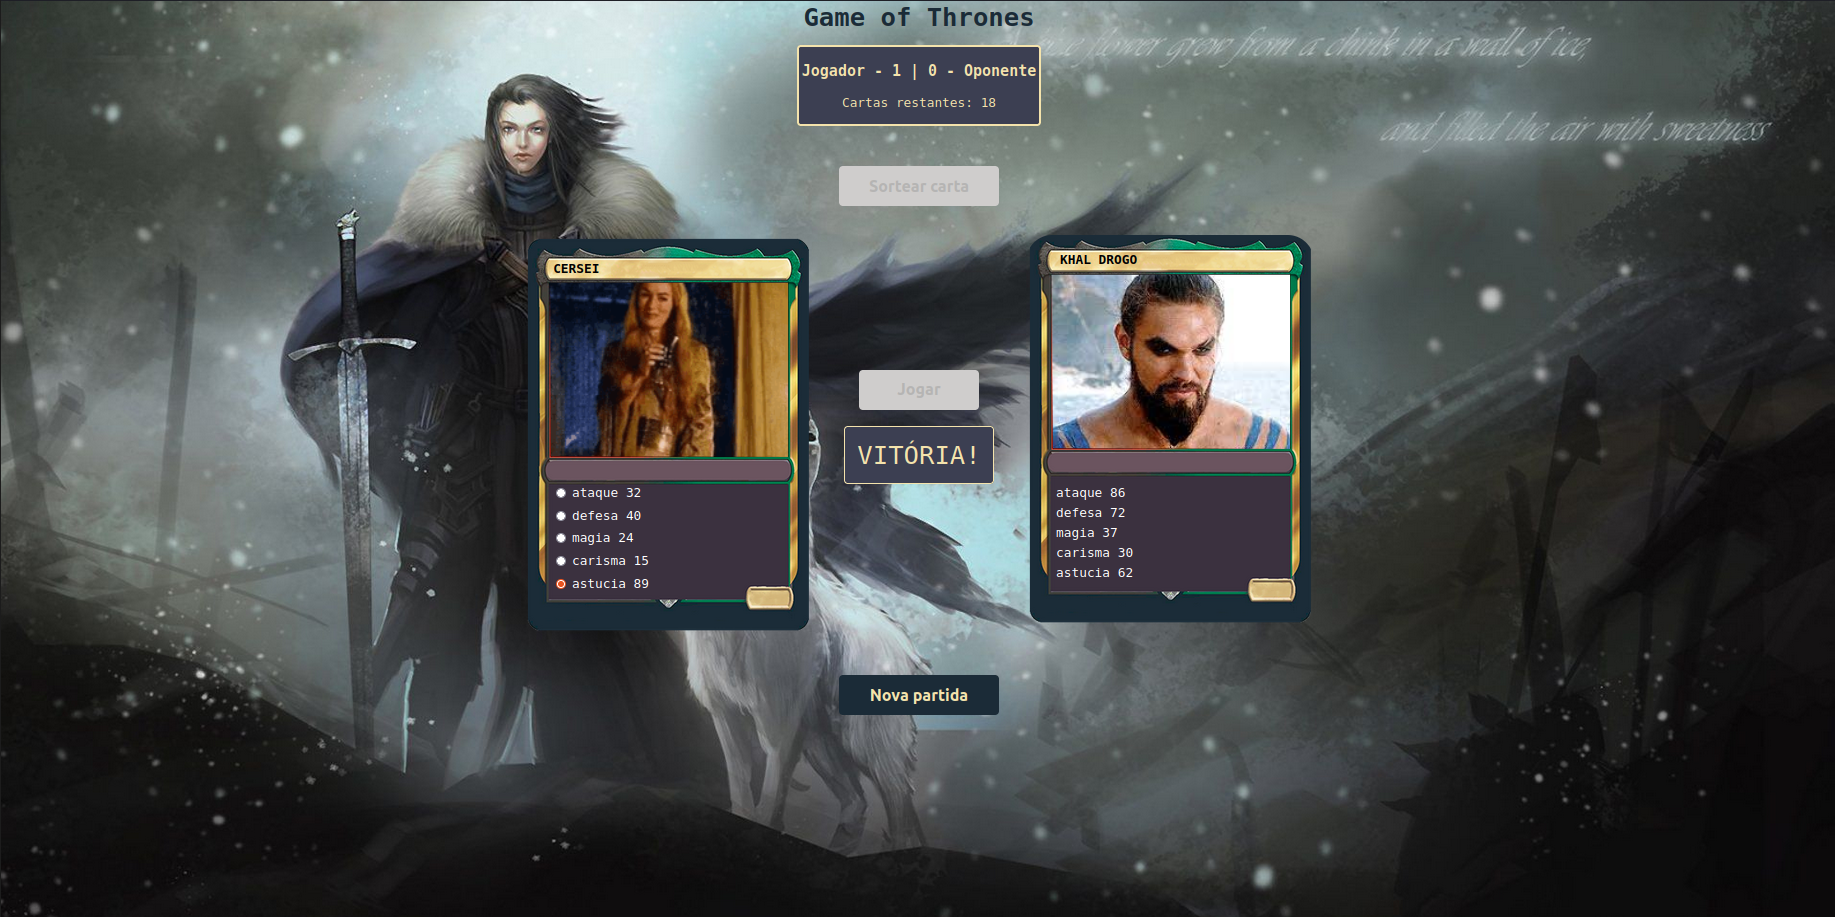 Game of Thrones
flower grew from a chink in a wall of ice,
Jogador - 1 | 0 - Oponente
Cartas restantes: 18
and filled the air with sweetness
Sortear carta
CERSEI
ataque 32
defesa 40
magia 24
carisma 15
astucia 89
Jogar
VITÓRIA!
KHAL DROGO
ataque 86
defesa 72
magia 37
carisma 30
astucia 62
Nova partida